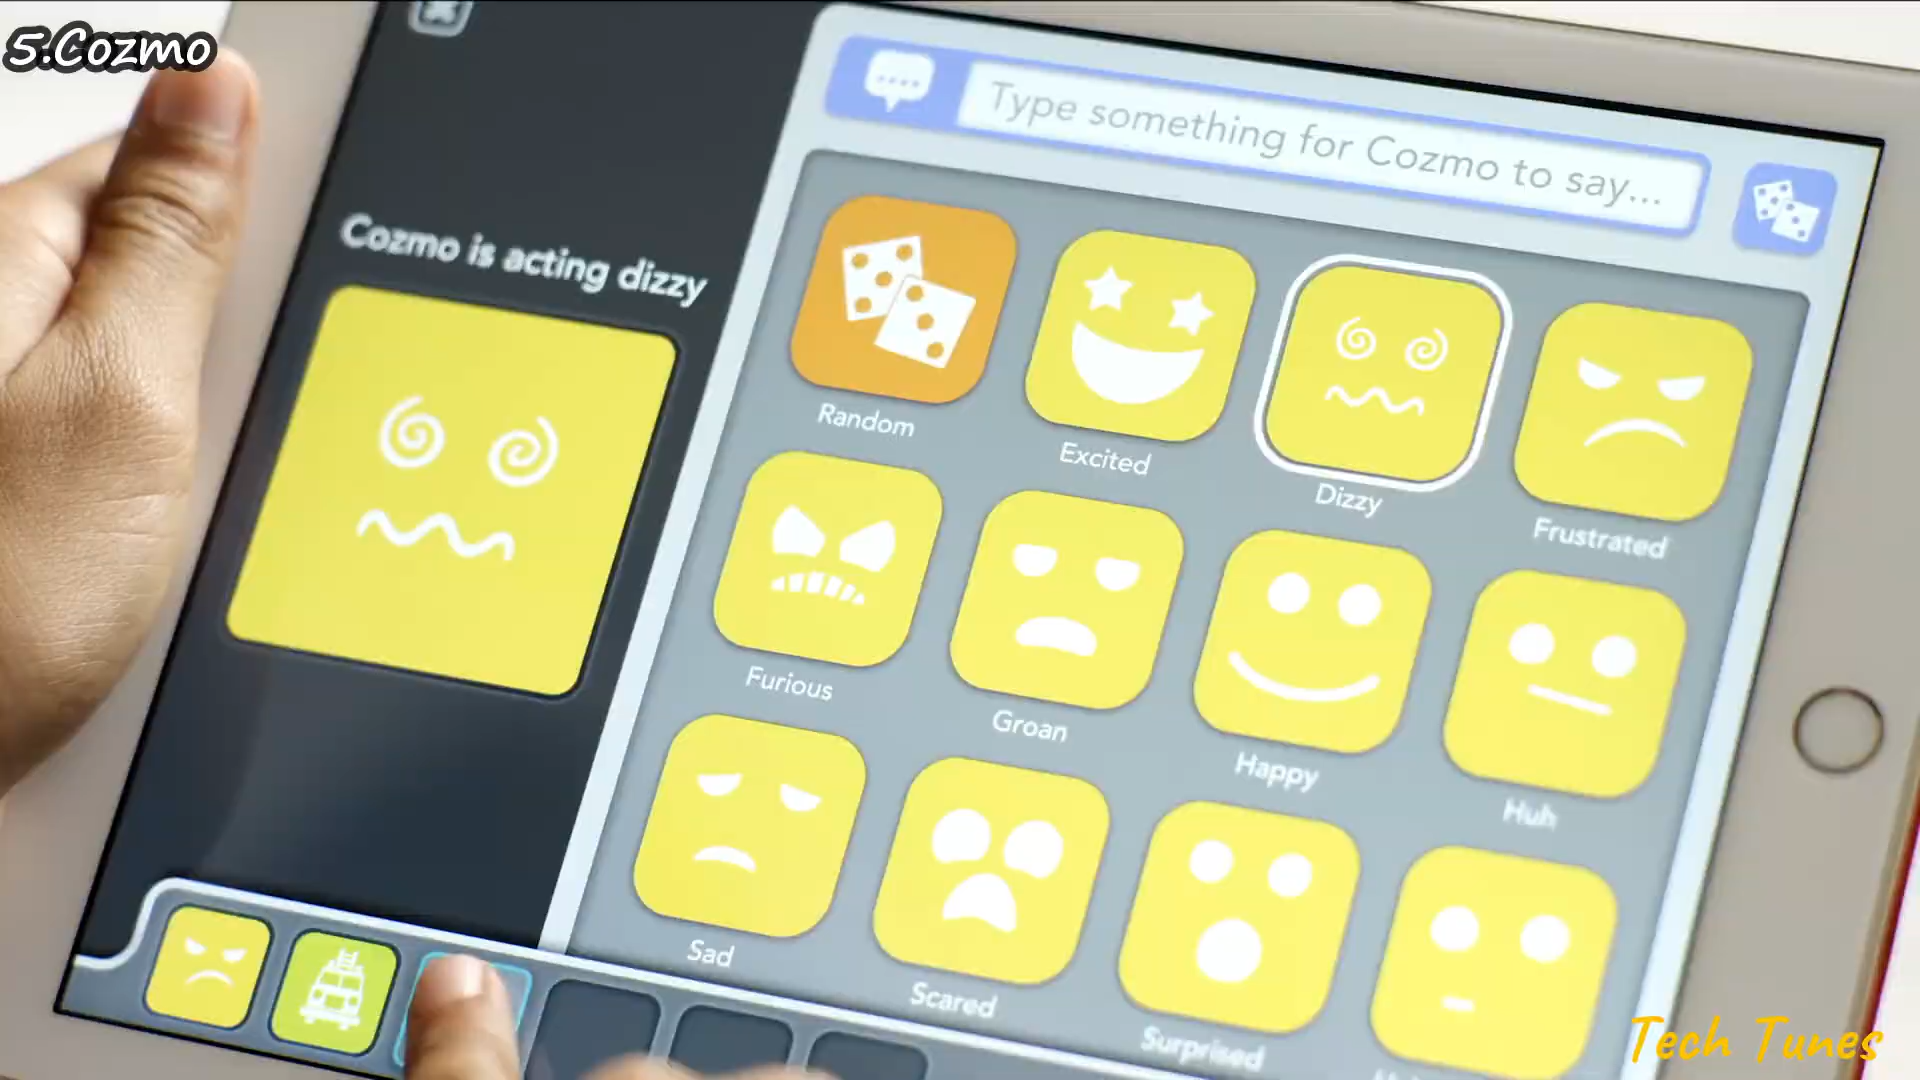 5.Cozmo
Type something for Cozmo to say...
Cozmo is acting dizzy
Random
Excited
Dizzy
Frustrated
Furious
Groan
Happy
Huh
Sad
Scared
Surprised
Tech Tunes